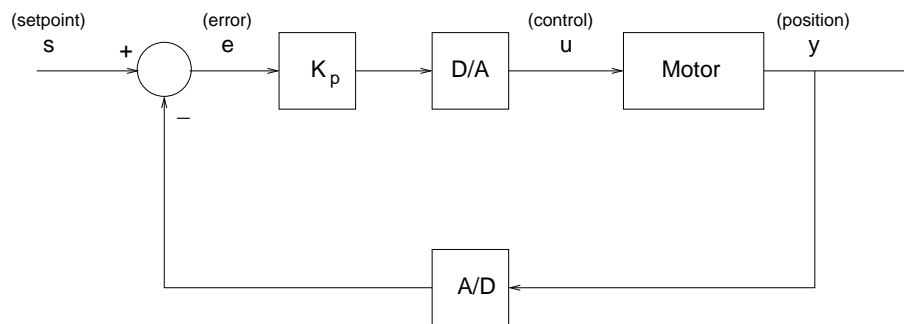 (setpoint)
s
+
(error)
e
K p
D/A
(control)
u
Motor
(position)
y
−
A/D